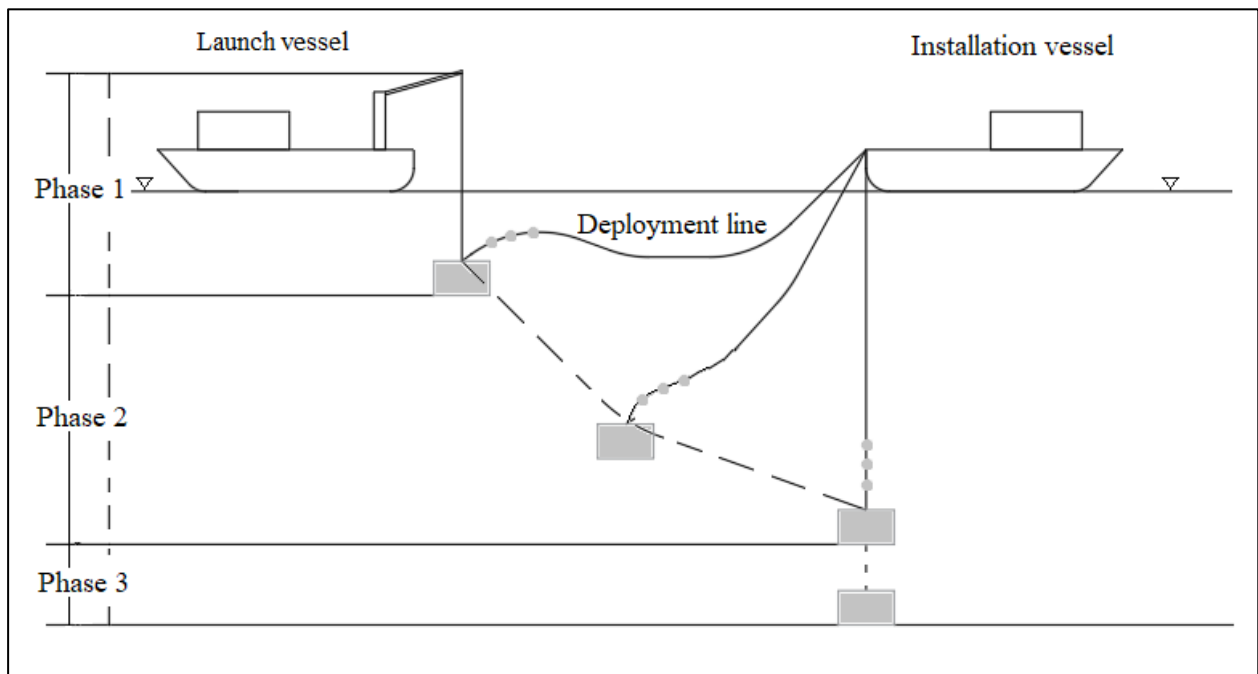 Launch vessel
Installation vessel
Phase 1
Deployment line
Phase 2
Phase 3